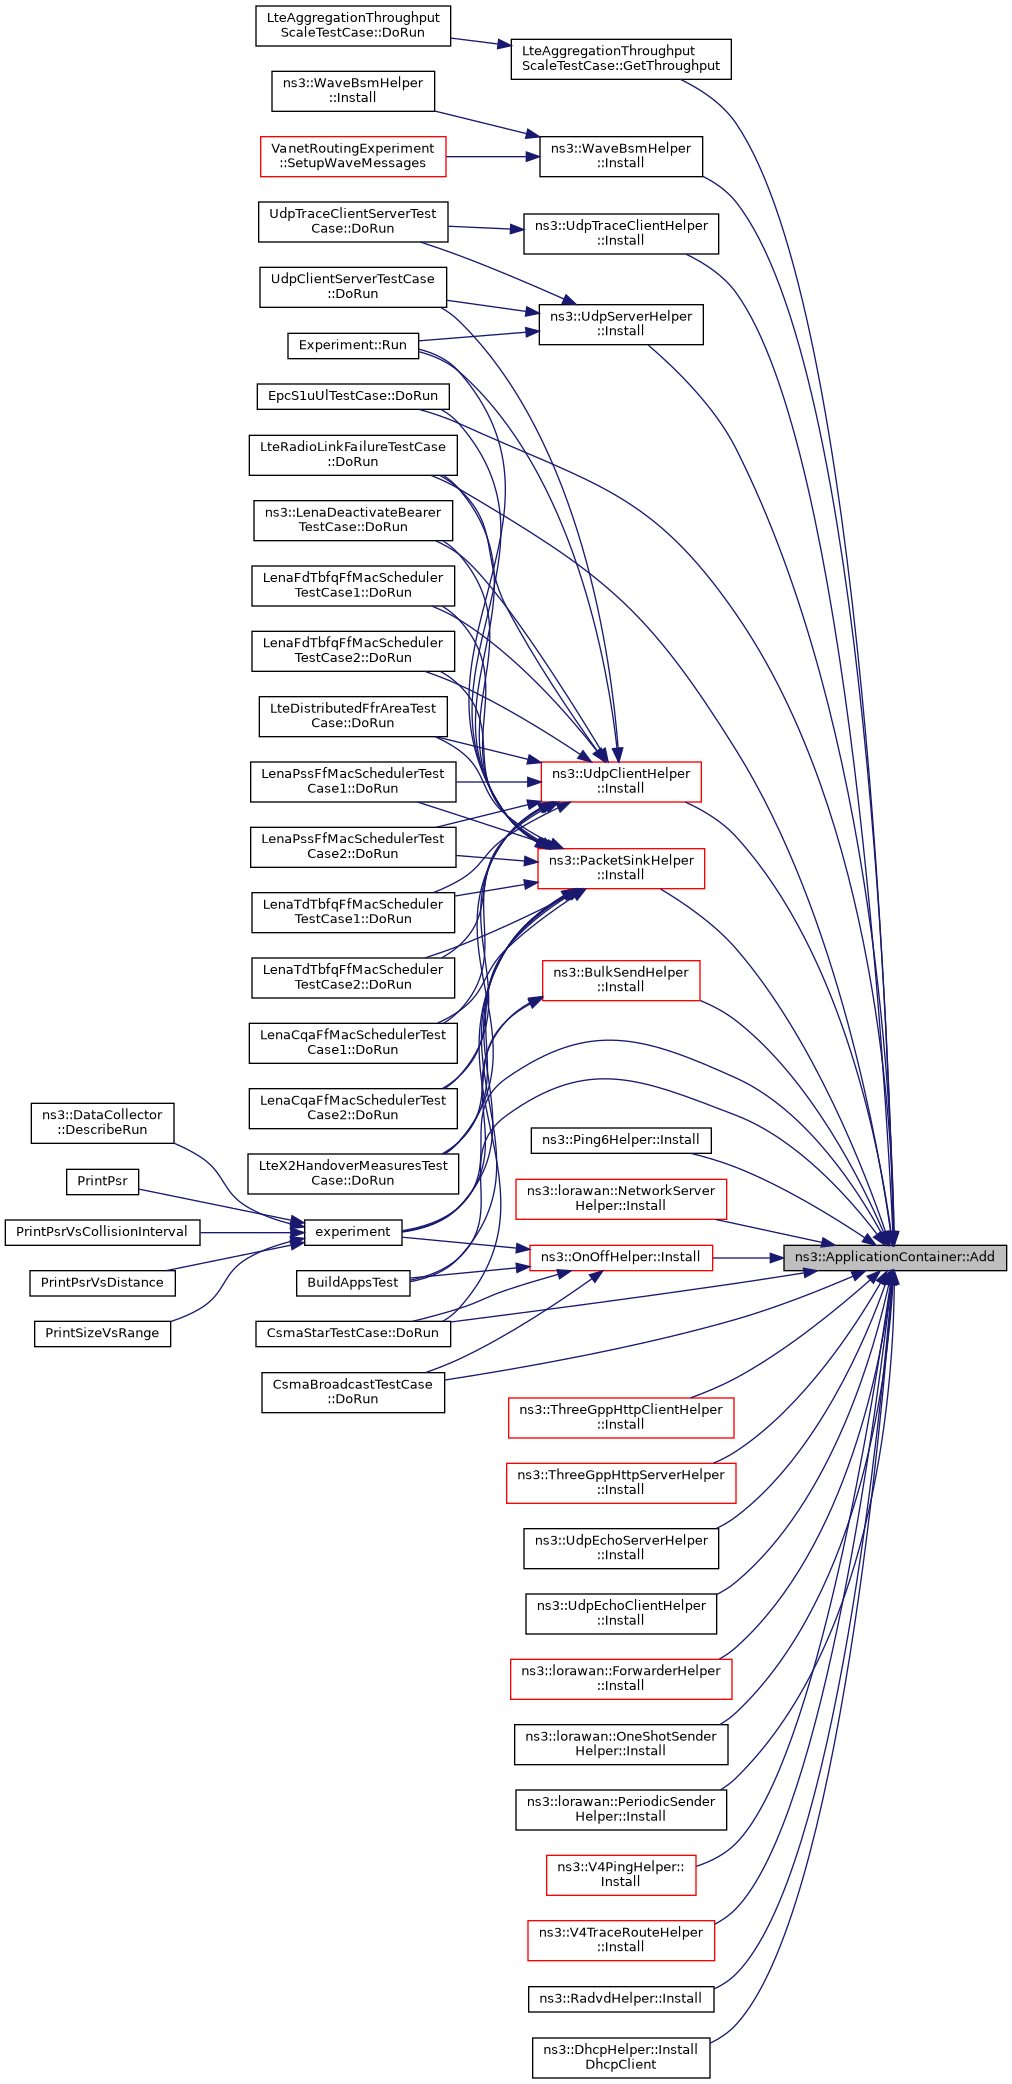 LteAggregationThroughput
ScaleTestCase::DoRun
LteAggregationThroughput
ScaleTestCase::GetThroughput
ns3::WaveBsmHelper
::Install
ns3::WaveBsmHelper
::Install
VanetRoutingExperiment
::SetupWaveMessages
UdpTraceClientServerTest
Case::DoRun
ns3::UdpTraceClientHelper
::Install
UdpClientServerTestCase
::DoRun
ns3::UdpServerHelper
::Install
Experiment::Run
EpcS1uUlTestCase::DoRun
LteRadioLinkFailureTestCase
::DoRun
ns3::LenaDeactivateBearer
TestCase::DoRun
LenaFdTbfqFfMacScheduler
TestCase1::DoRun
LenaFdTbfqFfMacScheduler
TestCase2::DoRun
LteDistributedFfrAreaTest
Case::DoRun
LenaPssFfMacSchedulerTest
Case1::DoRun
ns3::UdpClientHelper
::Install
LenaPssFfMacSchedulerTest
Case2::DoRun
ns3::PacketSinkHelper
::Install
LenaTdTbfqFfMacScheduler
TestCase1::DoRun
LenaTdTbfqFfMacScheduler
TestCase2::DoRun
ns3::BulkSendHelper
::Install
LenaCqaFfMacSchedulerTest
Case1::DoRun
LenaCqaFfMacSchedulerTest
Case2::DoRun
ns3::DataCollector
::DescribeRun
ns3::Ping6Helper::Install
LteX2HandoverMeasuresTest
Case::DoRun
PrintPsr
ns3::lorawan::NetworkServer
Helper::Install
PrintPsrVsCollisionInterval
experiment
ns3::OnOffHelper::Install
ns3::ApplicationContainer::Add
PrintPsrVsDistance
BuildAppsTest
PrintSizeVsRange
CsmaStarTestCase::DoRun
CsmaBroadcastTestCase
::DoRun
ns3::ThreeGppHttpClientHelper
::Install
ns3::ThreeGppHttpServerHelper
::Install
ns3::UdpEchoServerHelper
::Install
ns3::UdpEchoClientHelper
::Install
ns3::lorawan::ForwarderHelper
::Install
ns3::lorawan::OneShotSender
Helper::Install
ns3::lorawan::PeriodicSender
Helper::Install
ns3::V4PingHelper::
Install
ns3::V4TraceRouteHelper
::Install
ns3::RadvdHelper::Install
ns3::DhcpHelper::Install
DhcpClient